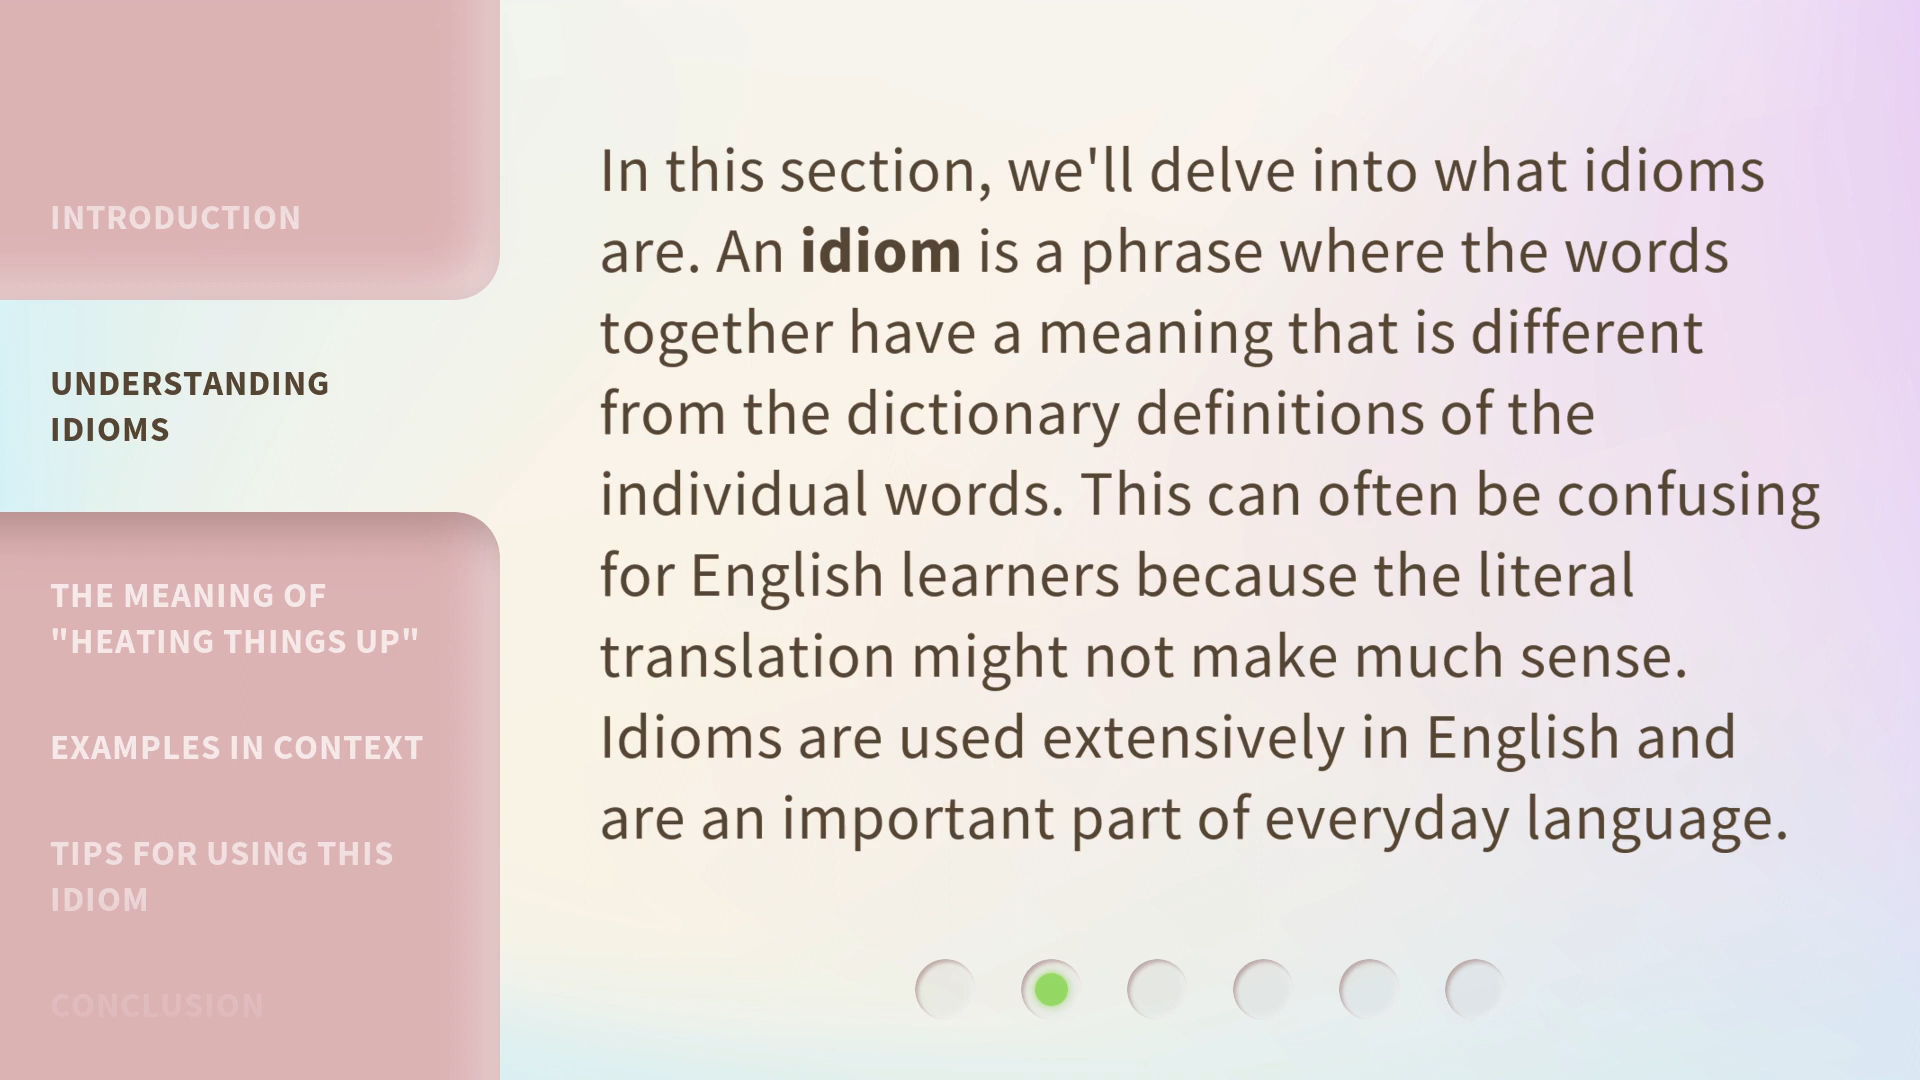 INTRODUCTION
UNDERSTANDING
IDIOMS
THE MEANING OF
"HEATING THINGS UP"
EXAMPLES IN CONTEXT
TIPS FOR USING THIS
IDIOM
CONCLUSION
In this section, we'll delve into what idioms
are. An idiom is a phrase where the words
together have a meaning that is different
from the dictionary definitions of the
individual words. This can often be confusing
for English learners because the literal
translation might not make much sense.
Idioms are used extensively in English and
are an important part of everyday language.